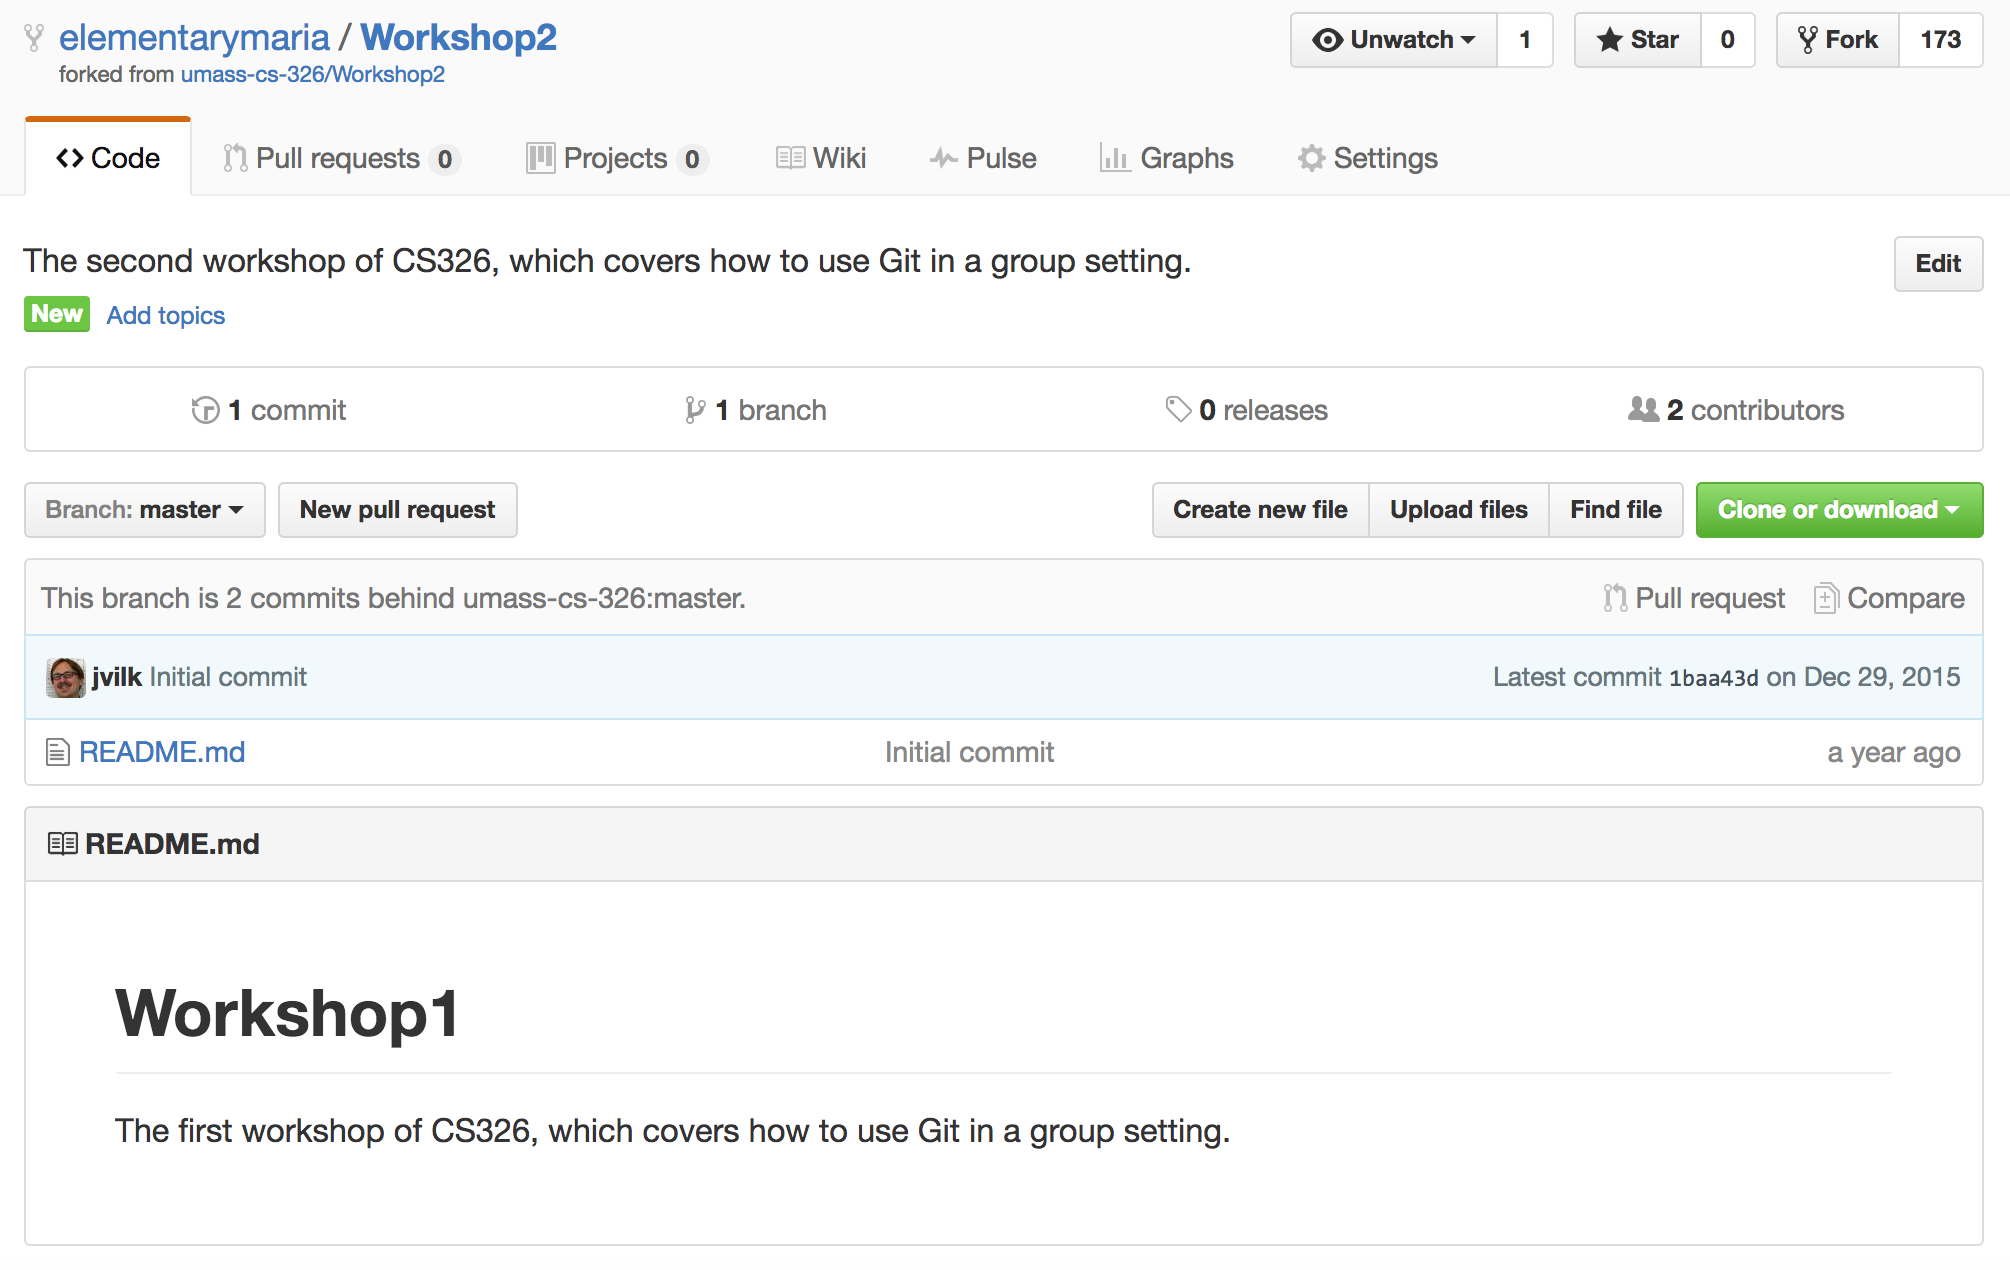 elementarymaria / Workshop2
Unwatch 1 Star 0 Fork 173
forked from umass-cs-326/Workshop2
Code Pull requests 0 Projects 0 Wiki Pulse Graphs Settings
The second workshop of CS326, which covers how to use Git in a group setting.
Edit
New Add topics
1 commit 1 branch 0 releases 2 contributors
Branch: master New pull request Create new file Upload files Find file Clone or download
This branch is 2 commits behind umass-cs-326:master. Pull request Compare
jvilk Initial commit Latest commit 1baa43d on Dec 29, 2015
README.md Initial commit a year ago
README.md
Workshop1
The first workshop of CS326, which covers how to use Git in a group setting.